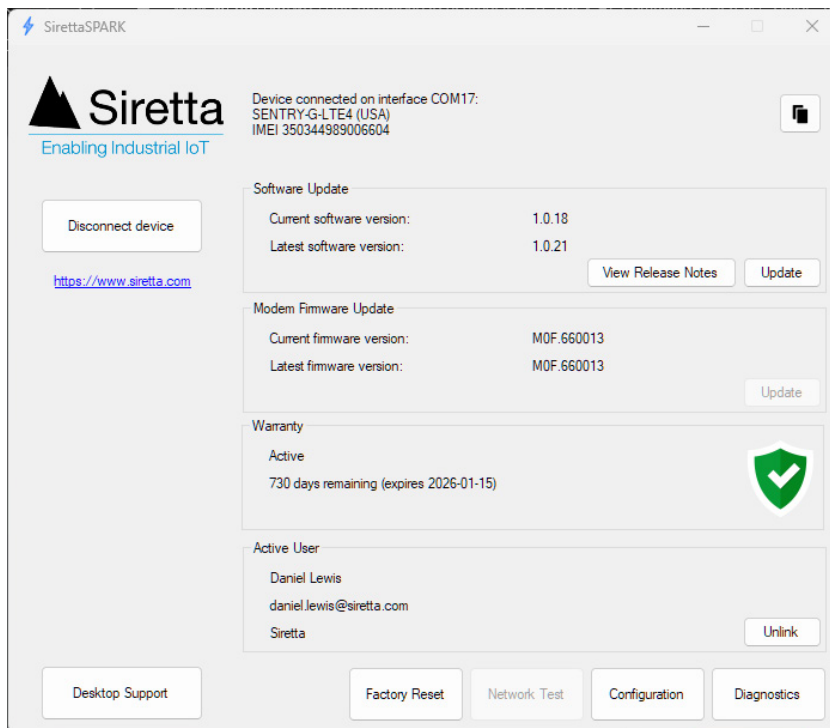 SirettaSPARK
Siretta
Enabling Industrial IoT
Device connected on interface COM17:
SENTRY-G-LTE4 (USA)
IMEI 350344989006604
Disconnect device
https://www.siretta.com
Software Update
Current software version: 1.0.18
Latest software version: 1.0.21
View Release Notes Update
Modem Firmware Update
Current firmware version: M0F.660013
Latest firmware version: M0F.660013
Update
Warranty
Active
730 days remaining (expires 2026-01-15)
Active User
Daniel Lewis
daniel.lewis@siretta.com
Siretta
Unlink
Desktop Support
Factory Reset Network Test Configuration Diagnostics